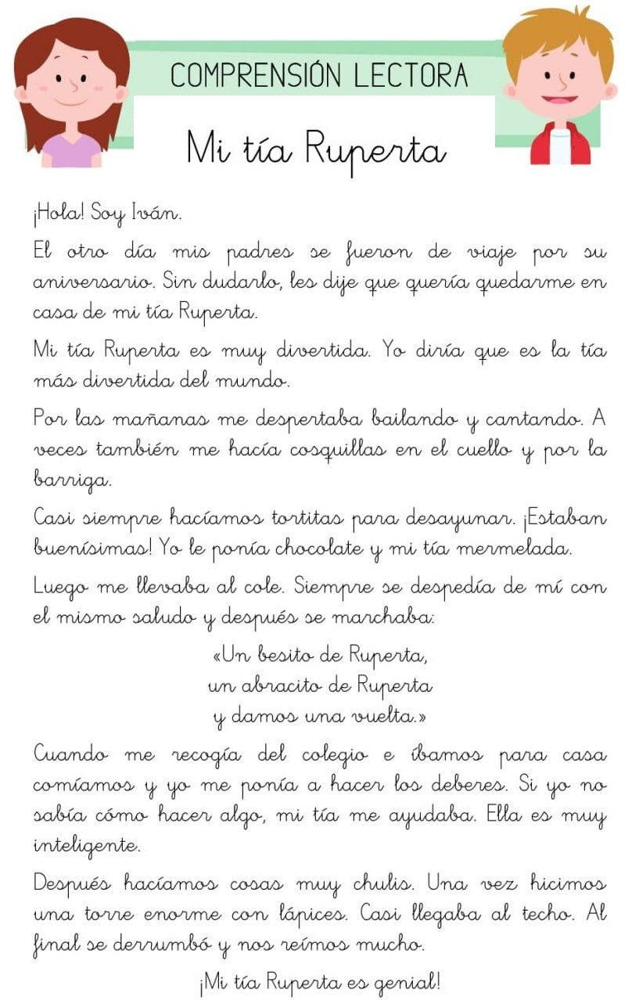 COMPRENSIÓN LECTORA
Mi tía Ruperta
¡Hola! Soy Iván.
El otro día mis padres se fueron de viaje por su
aniversario. Sin dudarlo, les dije que quería quedarme en
casa de mi tía Ruperta.
Mi tía Ruperta es muy divertida. Yo diría que es la tía
más divertida del mundo.
Por las mañanas me despertaba bailando y cantando. A
veces también me hacía cosquillas en el cuello y por la
barriga.
Casi siempre hacíamos tortitas para desayunar. ¡Estaban
buenísimas! Yo le ponía chocolate y mi tía mermelada.
Luego me llevaba al cole. Siempre se despedía de mí con
el mismo saludo y después se marchaba:
«Un besito de Ruperta,
un abracito de Ruperta
y damos una vuelta.»
Cuando me recogía del colegio e íbamos para casa
comíamos y yo me ponía a hacer los deberes. Si yo no
sabía cómo hacer algo, mi tía me ayudaba. Ella es muy
inteligente.
Después hacíamos cosas muy chulis. Una vez hicimos
una torre enorme con lápices. Casi llegaba al techo. Al
final se derrumbó y nos reímos mucho.
¡Mi tía Ruperta es genial!